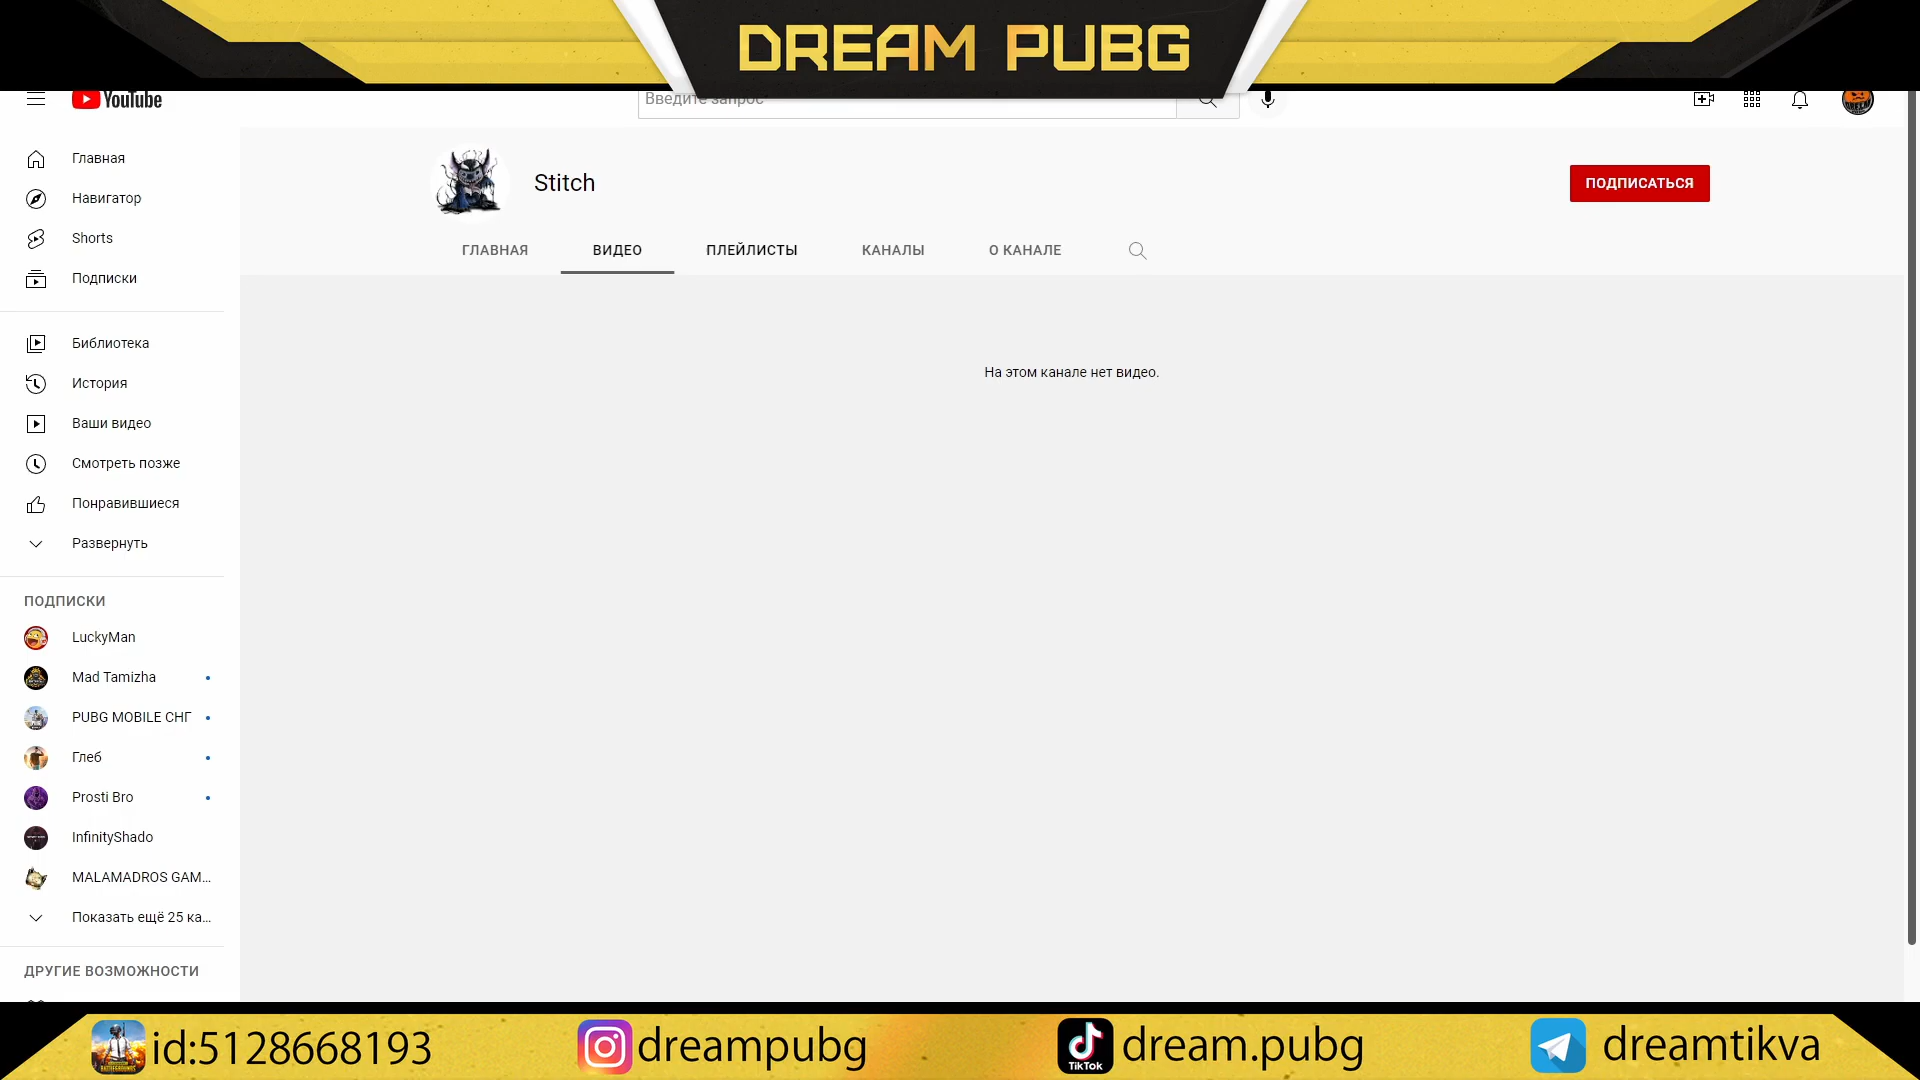 DREAM PUBG
YouTube
Введите запрос
Главная
Навигатор
Shorts
Подписки
Библиотека
История
Ваши видео
Смотреть позже
Понравившиеся
Развернуть
ПОДПИСКИ
LuckyMan
Mad Tamizha
PUBG MOBILE СНГ
Глеб
Prosti Bro
InfinityShado
MALAMADROS GAM...
Показать ещё 25 ка...
ДРУГИЕ ВОЗМОЖНОСТИ
Stitch
ПОДПИСАТЬСЯ
ГЛАВНАЯ ВИДЕО ПЛЕЙЛИСТЫ КАНАЛЫ О КАНАЛЕ
На этом канале нет видео.
id:5128668193 dreampubg TikTok dream.pubg dreamtikva